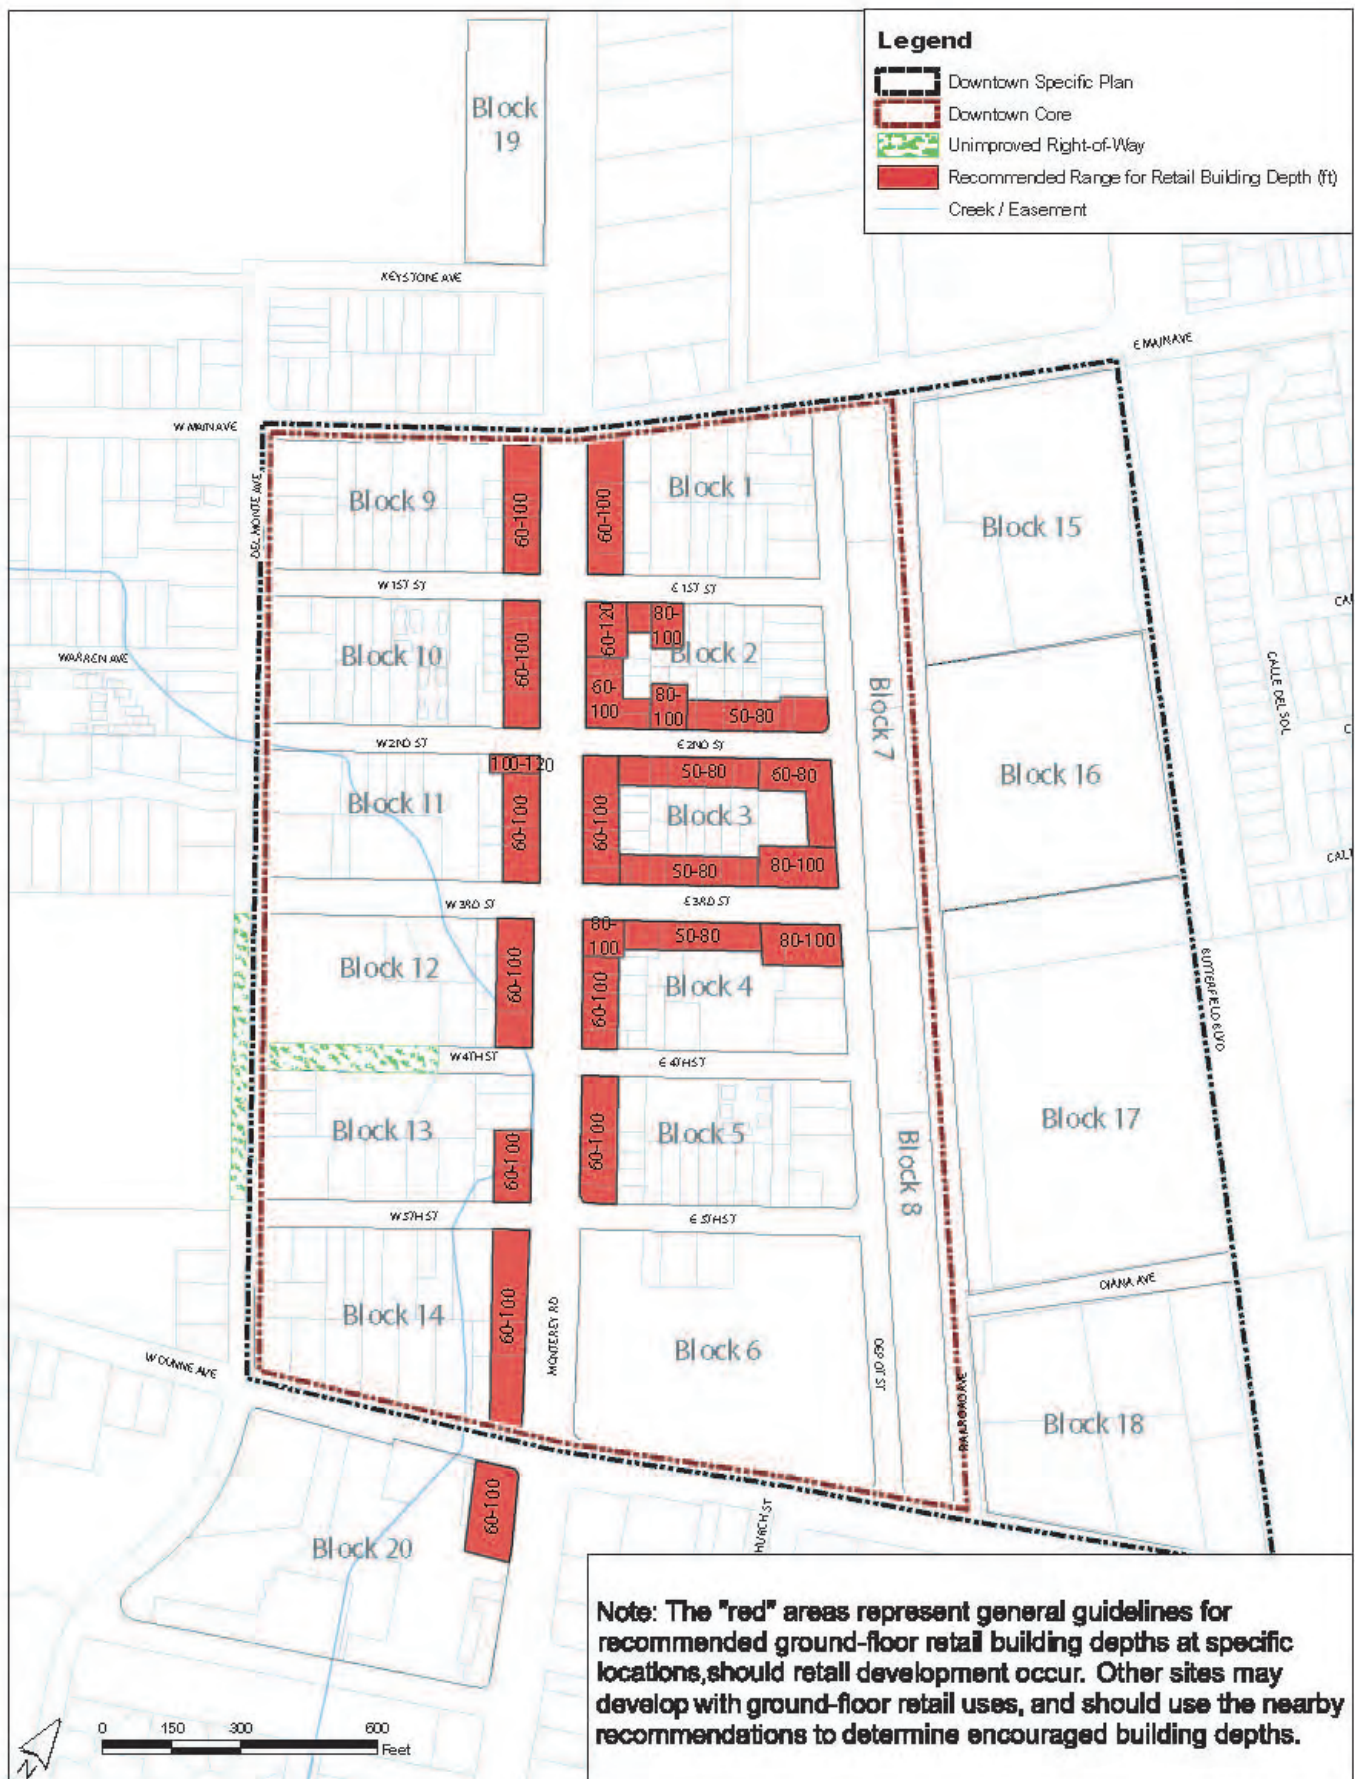 Legend
Downtown Specific Plan
Downtown Core
Unimproved Right-of-Way
Recommended Range for Retail Building Depth (ft)
Creek / Easement
Block
19
KEYSTONE AVE
E MAIN AVE
W MAIN AVE
DEL MONTE AVE
Block 9
60-100
60-100
Block 1
Block 15
W 1ST ST
E 1ST ST
Block 10
60-100
60-120
80-
100
Block 2
60-
100
80-
100
50-80
Block 7
WARREN AVE
CALLE DEL SOL
W 2ND ST
E 2ND ST
100-120
Block 11
60-100
60-100
50-80
60-80
Block 3
50-80
80-100
Block 16
W 3RD ST
E 3RD ST
Block 12
60-100
80-
100
50-80
80-100
60-100
Block 4
BUTTERFIELD BLVD
W 4TH ST
E 4TH ST
Block 13
60-100
60-100
Block 5
Block 8
Block 17
W 5TH ST
E 5TH ST
DIANA AVE
Block 14
60-100
MONTEREY RD
Block 6
DEPOT ST
RAILROAD AVE
Block 18
W DUNNE AVE
60-100
Block 20
HURCH ST
Note: The "red" areas represent general guidelines for
recommended ground-floor retail building depths at specific
locations,should retail development occur. Other sites may
develop with ground-floor retail uses, and should use the nearby
recommendations to determine encouraged building depths.
N
0 150 300 600
Feet